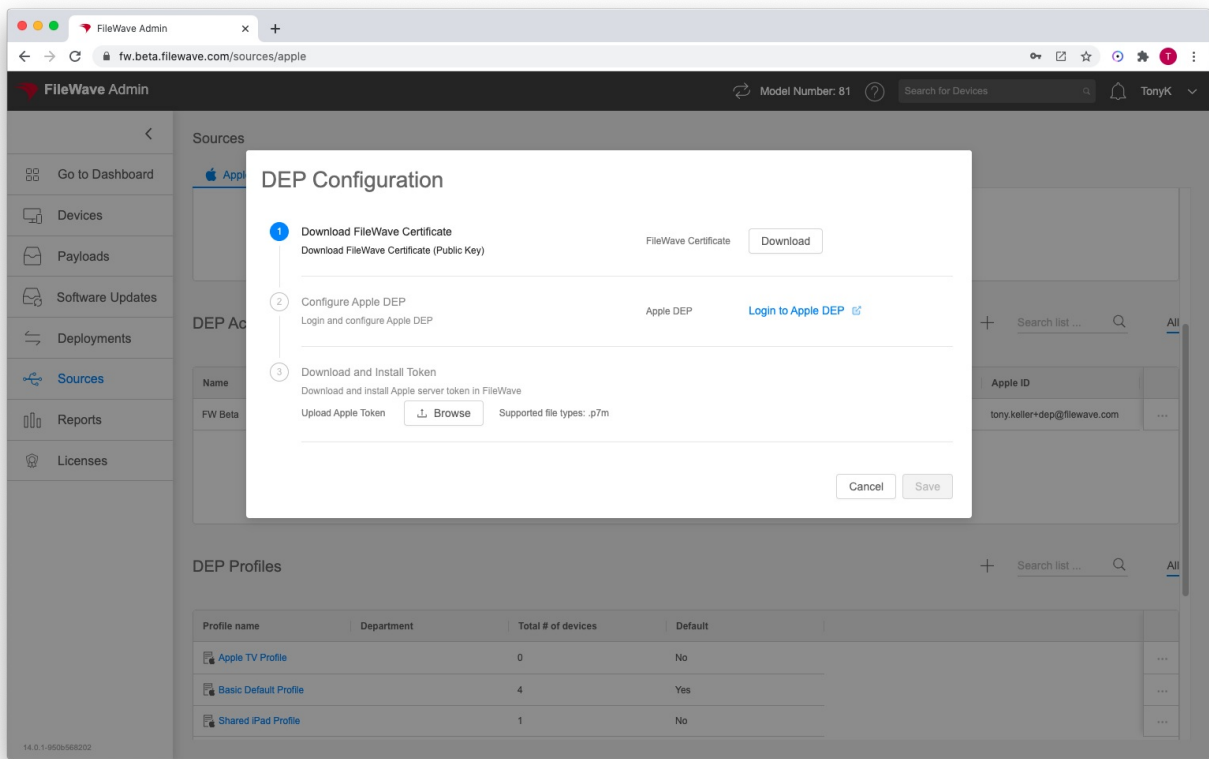 FileWave Admin
fw.beta.filewave.com/sources/apple
T
FileWave Admin
Model Number: 81
?
Search for Devices
TonyK
Sources
Go to Dashboard
Devices
Payloads
Software Updates
Deployments
Sources
Reports
Licenses
14.0.1-950b568202
Appl
DEP Configuration
1
Download FileWave Certificate
Download FileWave Certificate (Public Key)
FileWave Certificate
Download
2
Configure Apple DEP
Login and configure Apple DEP
Apple DEP
Login to Apple DEP
3
Download and Install Token
Download and install Apple server token in FileWave
Upload Apple Token
Browse
Supported file types: .p7m
Cancel
Save
DEP Ac
Search list ...
All
Name
Apple ID
FW Beta
tony.keller+dep@filewave.com
...
DEP Profiles
Search list ...
All
Profile name Department Total # of devices Default
Apple TV Profile 0 No ...
Basic Default Profile 4 Yes ...
Shared iPad Profile 1 No ...